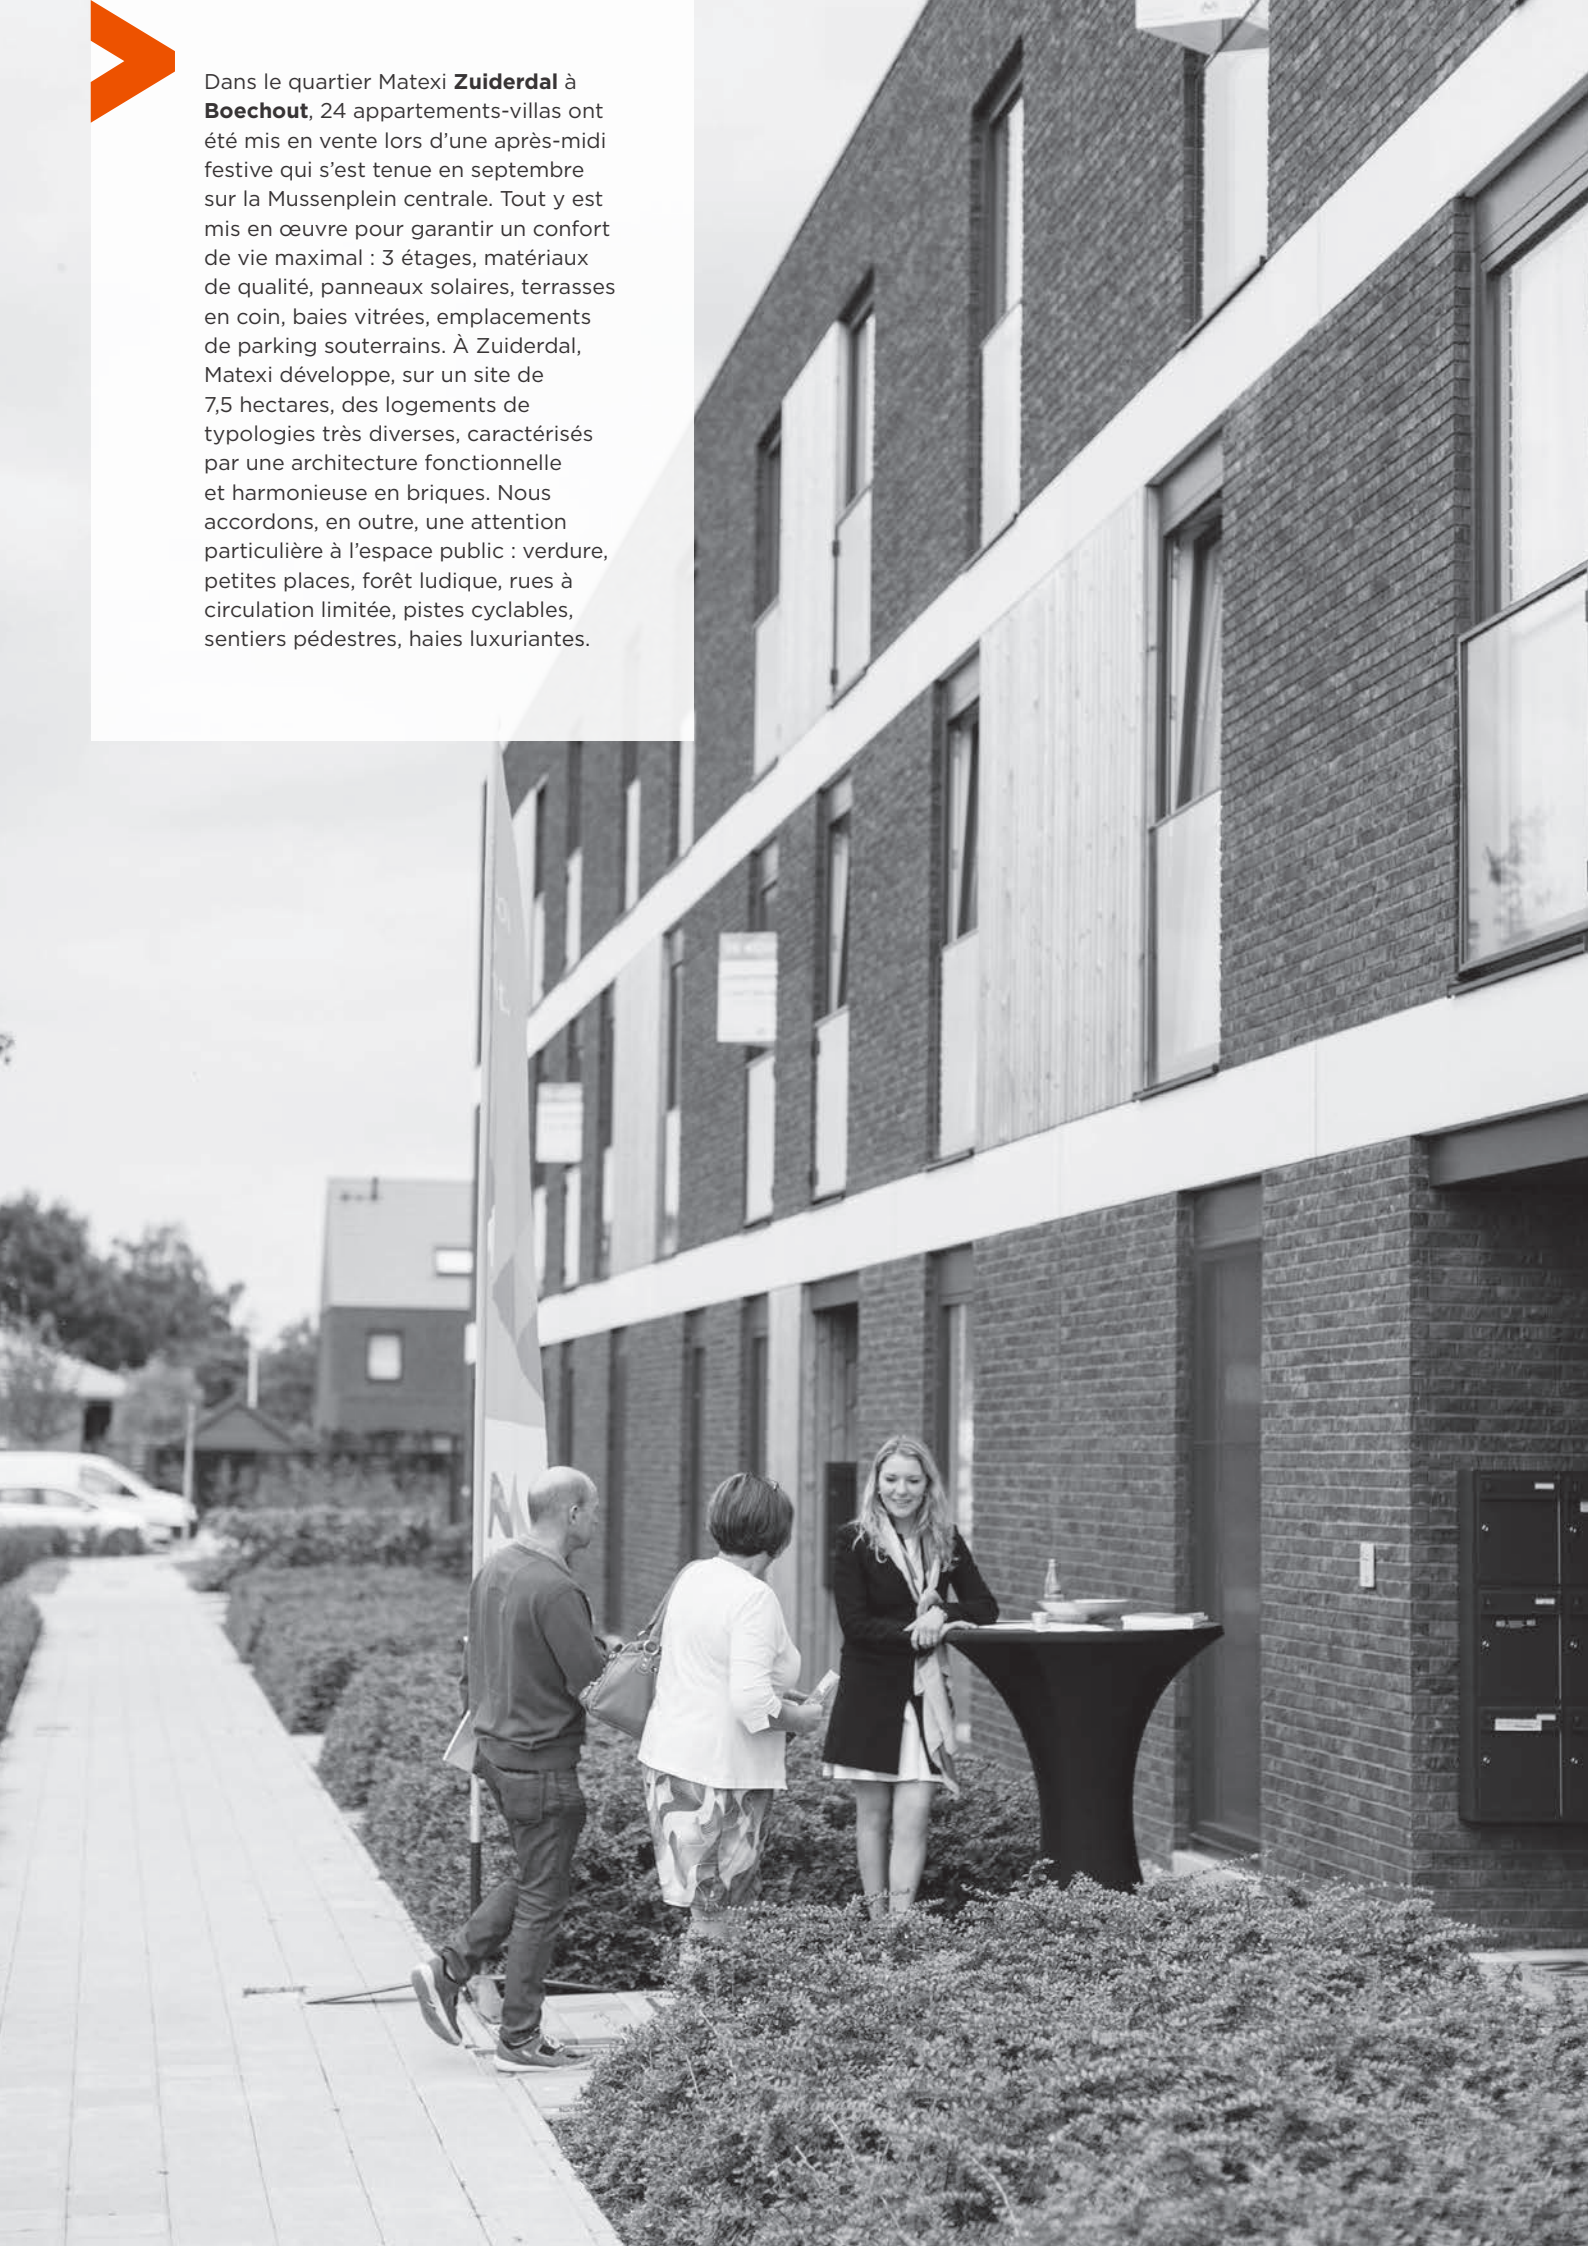 Dans le quartier Matexi Zuiderdal à
Boechout, 24 appartements-villas ont
été mis en vente lors d’une après-midi
festive qui s’est tenue en septembre
sur la Mussenplein centrale. Tout y est
mis en œuvre pour garantir un confort
de vie maximal : 3 étages, matériaux
de qualité, panneaux solaires, terrasses
en coin, baies vitrées, emplacements
de parking souterrains. À Zuiderdal,
Matexi développe, sur un site de
7,5 hectares, des logements de
typologies très diverses, caractérisés
par une architecture fonctionnelle
et harmonieuse en briques. Nous
accordons, en outre, une attention
particulière à l’espace public : verdure,
petites places, forêt ludique, rues à
circulation limitée, pistes cyclables,
sentiers pédestres, haies luxuriantes.